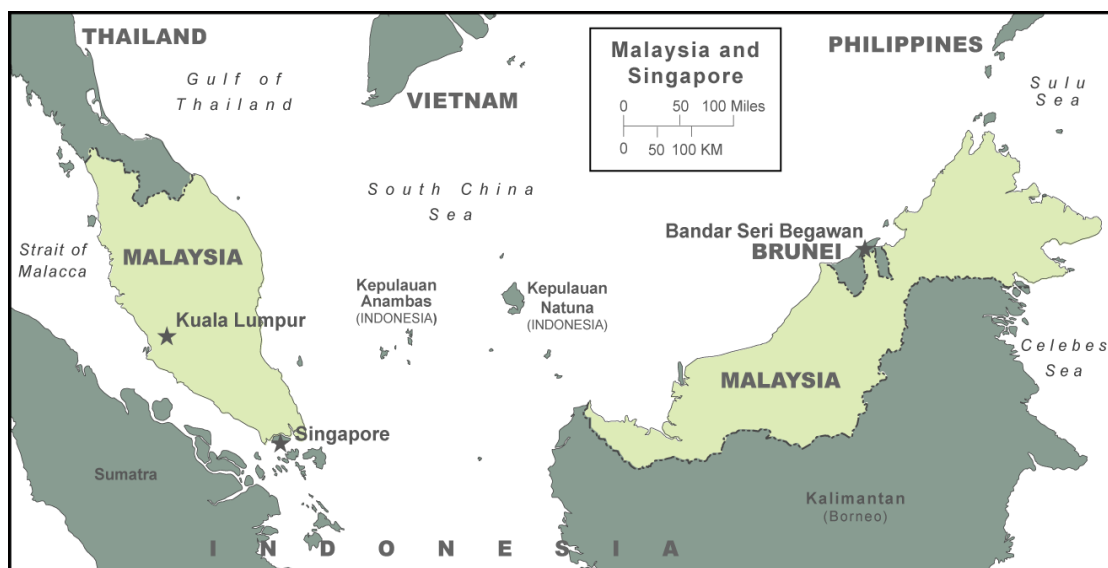 THAILAND
Gulf of
Thailand
VIETNAM
Malaysia and
Singapore
0 50 100 Miles
0 50 100 KM
PHILIPPINES
Sulu
Sea
South China
Sea
Strait of
Malacca
MALAYSIA
Kuala Lumpur
Kepulauan
Anambas
(INDONESIA)
Kepulauan
Natuna
(INDONESIA)
Bandar Seri Begawan
BRUNEI
MALAYSIA
Celebes
Sea
Singapore
Sumatra
Kalimantan
(Borneo)
INDONESIA